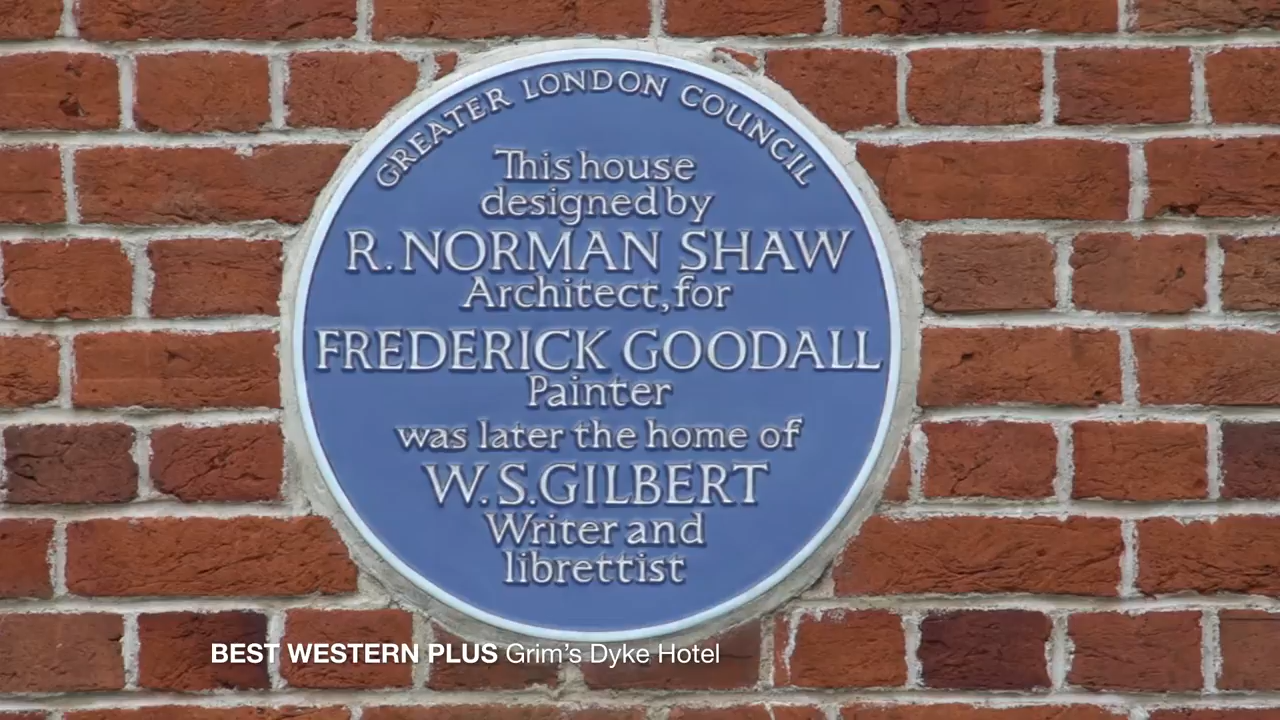 GREATER LONDON COUNCIL
This house
designed by
R. NORMAN SHAW
Architect, for
FREDERICK GOODALL
Painter
was later the home of
W. S. GILBERT
Writer and
librettist
BEST WESTERN PLUS Grim's Dyke Hotel